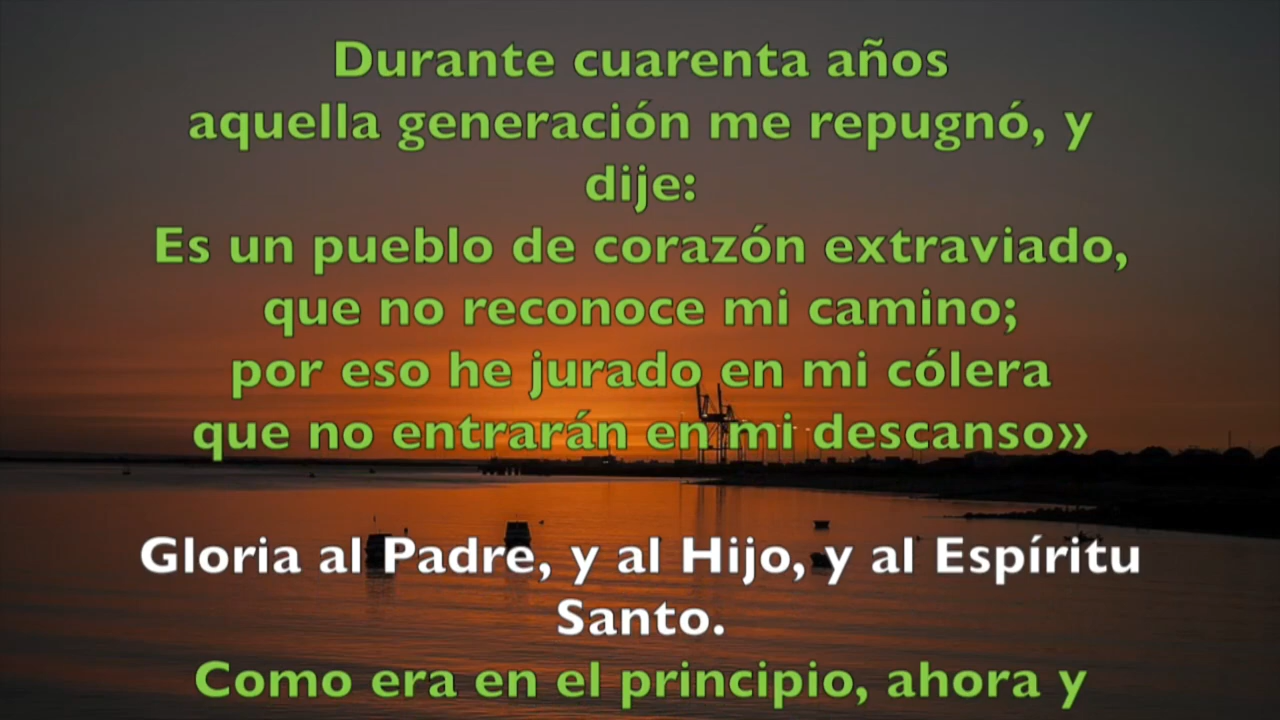 Durante cuarenta años
aquella generación me repugnó, y
dije:
Es un pueblo de corazón extraviado,
que no reconoce mi camino;
por eso he jurado en mi cólera
que no entrarán en mi descanso»
Gloria al Padre, y al Hijo, y al Espíritu
Santo.
Como era en el principio, ahora y